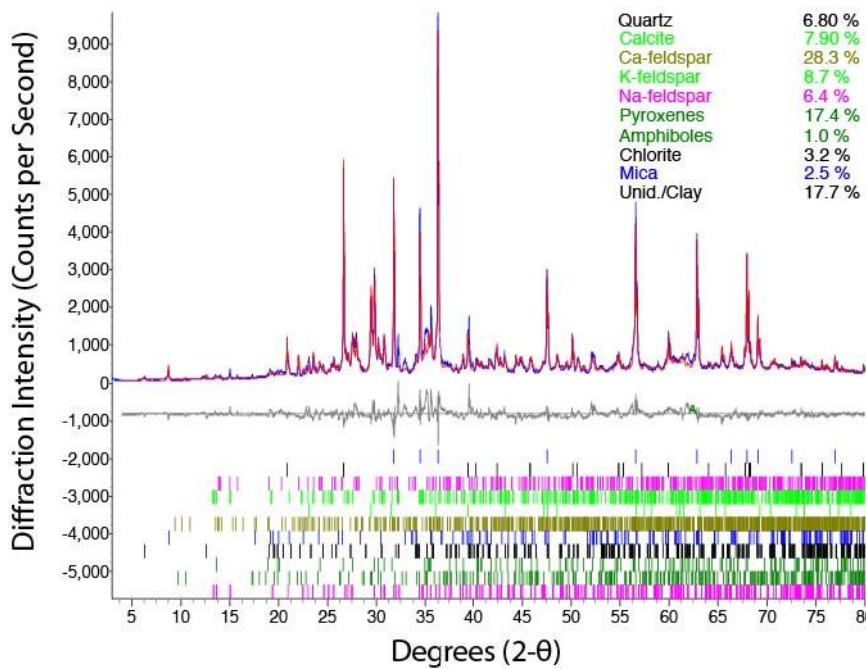 Quartz 6.80 %
Calcite 7.90 %
Ca-feldspar 28.3 %
K-feldspar 8.7 %
Na-feldspar 6.4 %
Pyroxenes 17.4 %
Amphiboles 1.0 %
Chlorite 3.2 %
Mica 2.5 %
Unid./Clay 17.7 %
Diffraction Intensity (Counts per Second)
9,000
8,000
7,000
6,000
5,000
4,000
3,000
2,000
1,000
0
-1,000
-2,000
-3,000
-4,000
-5,000
5 10 15 20 25 30 35 40 45 50 55 60 65 70 75 80
Degrees (2-θ)